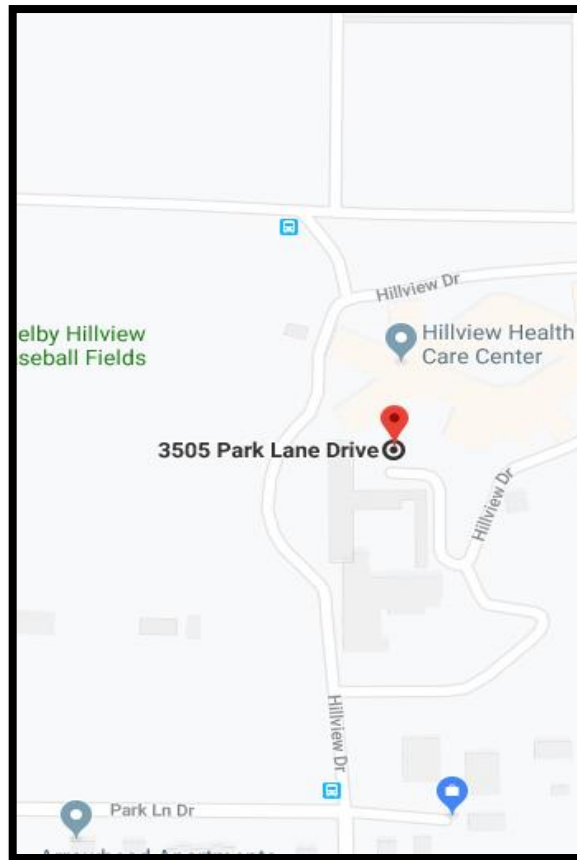 Hillview Dr
elby Hillview
seball Fields
Hillview Health
Care Center
3505 Park Lane Drive
Hillview Dr
Hillview Dr
Park Ln Dr